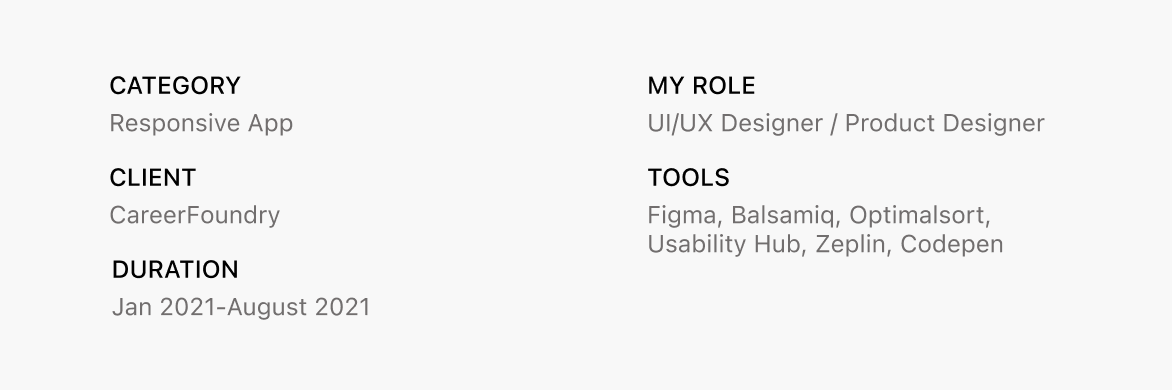 CATEGORY
Responsive App
CLIENT
CareerFoundry
DURATION
Jan 2021-August 2021
MY ROLE
UI/UX Designer / Product Designer
TOOLS
Figma, Balsamiq, Optimalsort,
Usability Hub, Zeplin, Codepen